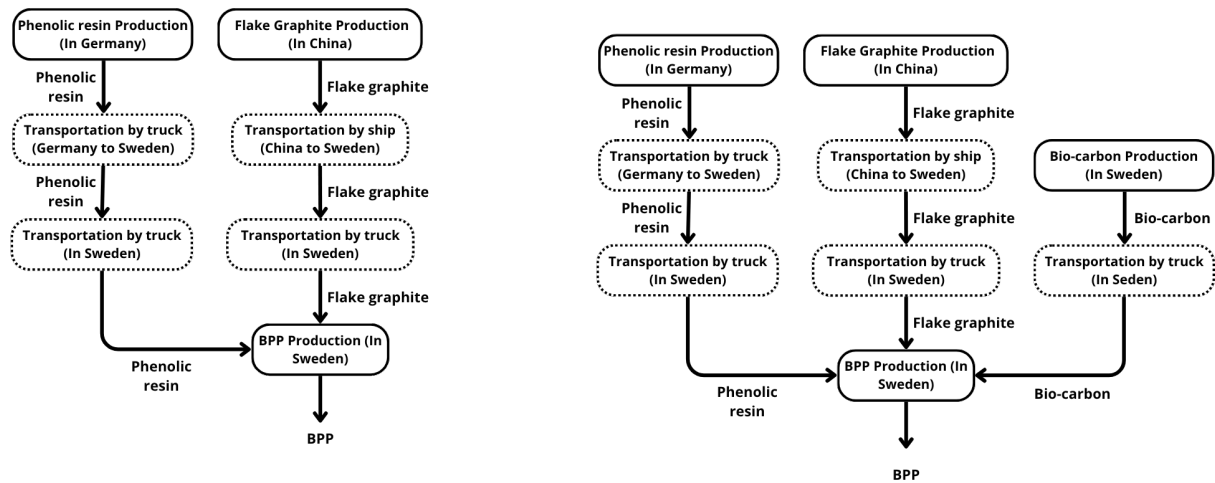 Phenolic resin Production
(In Germany)
Flake Graphite Production
(In China)
Phenolic
resin
Flake graphite
Transportation by truck
(Germany to Sweden)
Transportation by ship
(China to Sweden)
Phenolic
resin
Flake graphite
Transportation by truck
(In Sweden)
Transportation by truck
(In Sweden)
Flake graphite
BPP Production (In
Sweden)
Phenolic
resin
BPP
Phenolic resin Production
(In Germany)
Flake Graphite Production
(In China)
Phenolic
resin
Flake graphite
Transportation by truck
(Germany to Sweden)
Transportation by ship
(China to Sweden)
Bio-carbon Production
(In Sweden)
Phenolic
resin
Flake graphite
Bio-carbon
Transportation by truck
(In Sweden)
Transportation by truck
(In Sweden)
Transportation by truck
(In Seden)
Flake graphite
BPP Production (In
Sweden)
Phenolic
resin
Bio-carbon
BPP